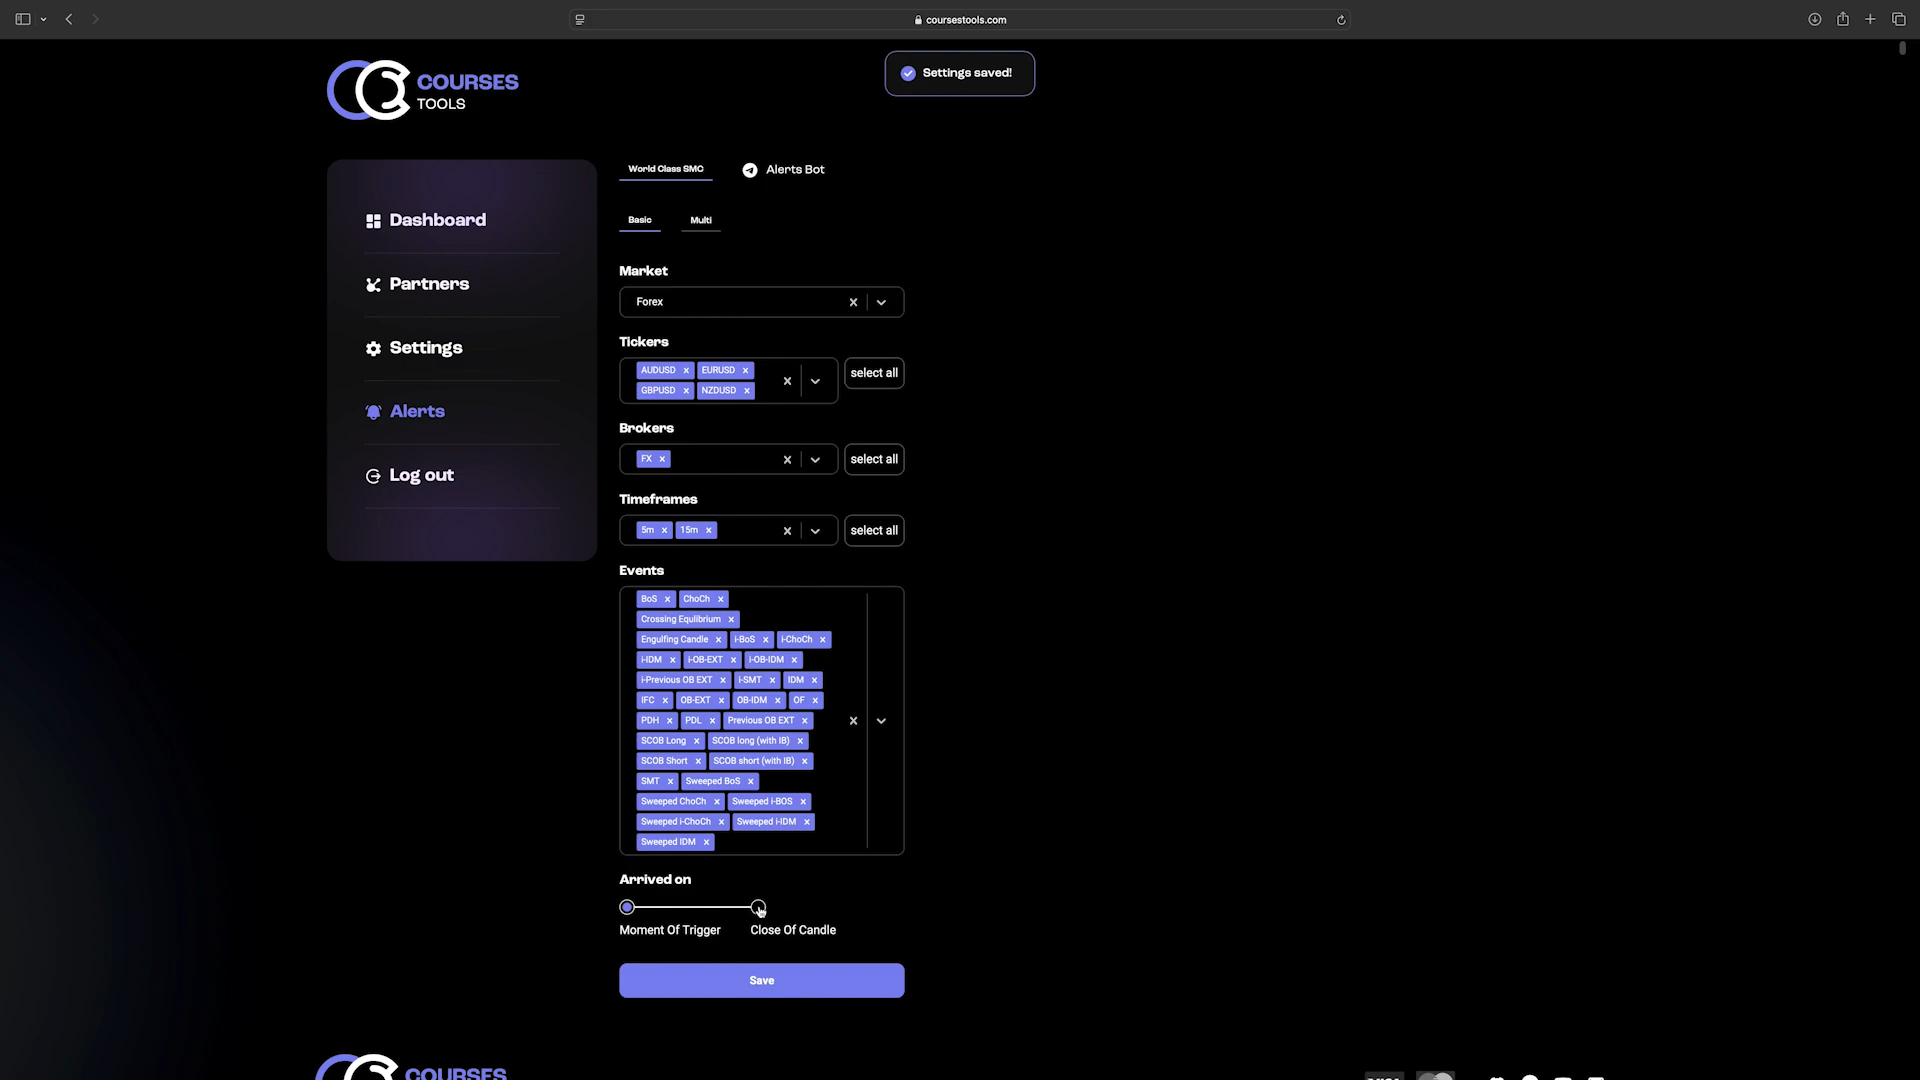 coursestools.com
COURSES
TOOLS
Settings saved!
Dashboard
Partners
Settings
Alerts
Log out
World Class SMC
Alerts Bot
Basic
Multi
Market
Forex
Tickers
AUDUSD
EURUSD
GBPUSD
NZDUSD
select all
Brokers
FX
select all
Timeframes
5m
15m
select all
Events
BoS ChoCh
Crossing Equlibrium
Engulfing Candle i-BoS i-ChoCh
i-IDM i-OB-EXT i-OB-IDM
i-Previous OB EXT i-SMT IDM
IFC OB-EXT OB-IDM OF
PDH PDL Previous OB EXT
SCOB Long SCOB long (with IB)
SCOB Short SCOB short (with IB)
SMT Sweeped BoS
Sweeped ChoCh Sweeped i-BOS
Sweeped i-ChoCh Sweeped i-IDM
Sweeped IDM
Arrived on
Moment Of Trigger Close Of Candle
Save
COURSES